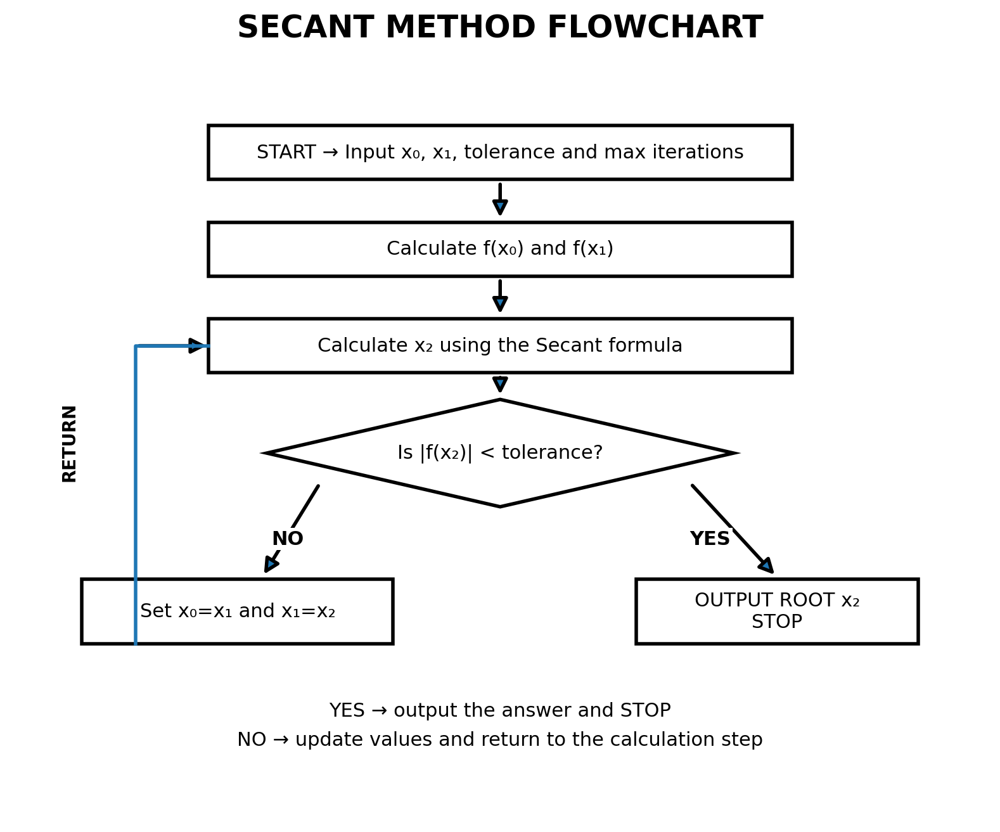 SECANT METHOD FLOWCHART
START → Input x₀, x₁, tolerance and max iterations
Calculate f(x₀) and f(x₁)
Calculate x₂ using the Secant formula
RETURN
Is |f(x₂)| < tolerance?
NO
YES
Set x₀=x₁ and x₁=x₂
OUTPUT ROOT x₂
STOP
YES → output the answer and STOP
NO → update values and return to the calculation step